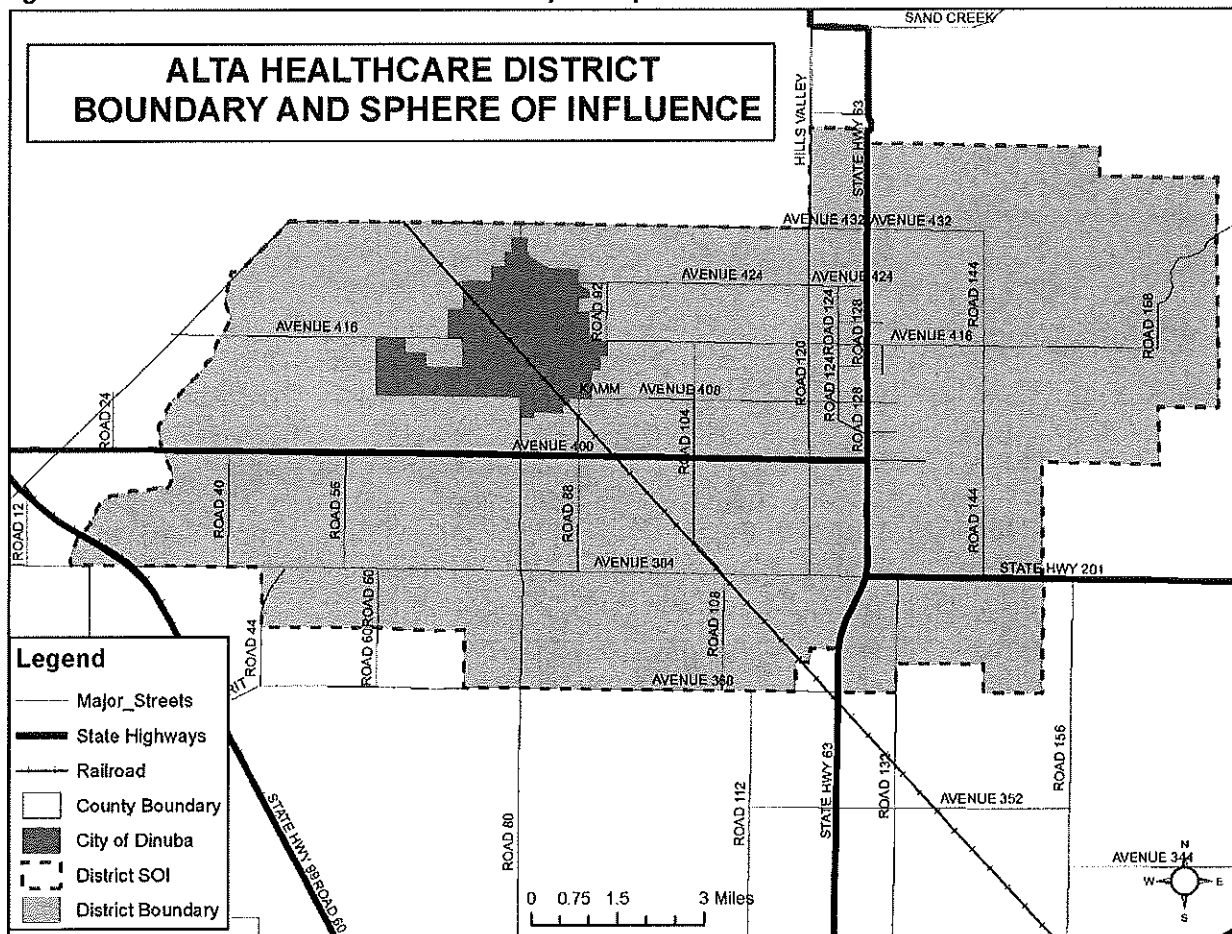 SAND CREEK
ALTA HEALTHCARE DISTRICT
BOUNDARY AND SPHERE OF INFLUENCE
HILLS VALLEY
STATE HWY 63
AVENUE 432
AVENUE 432
AVENUE 424
AVENUE 424
ROAD 92
ROAD 144
ROAD 124
ROAD 128
ROAD 168
AVENUE 416
AVENUE 416
ROAD 120
ROAD 124
KAMM
AVENUE 408
ROAD 24
ROAD 104
ROAD 128
AVENUE 400
ROAD 12
ROAD 40
ROAD 56
ROAD 88
ROAD 144
AVENUE 384
STATE HWY 201
ROAD 60
ROAD 108
ROAD 44
ROAD 60
AVENUE 360
Legend
Major_Streets
State Highways
Railroad
County Boundary
City of Dinuba
District SOI
District Boundary
STATE HWY 99
ROAD 60
ROAD 80
ROAD 112
STATE HWY 63
ROAD 132
ROAD 156
AVENUE 352
AVENUE 344
0 0.75 1.5 3 Miles
N
W E
S